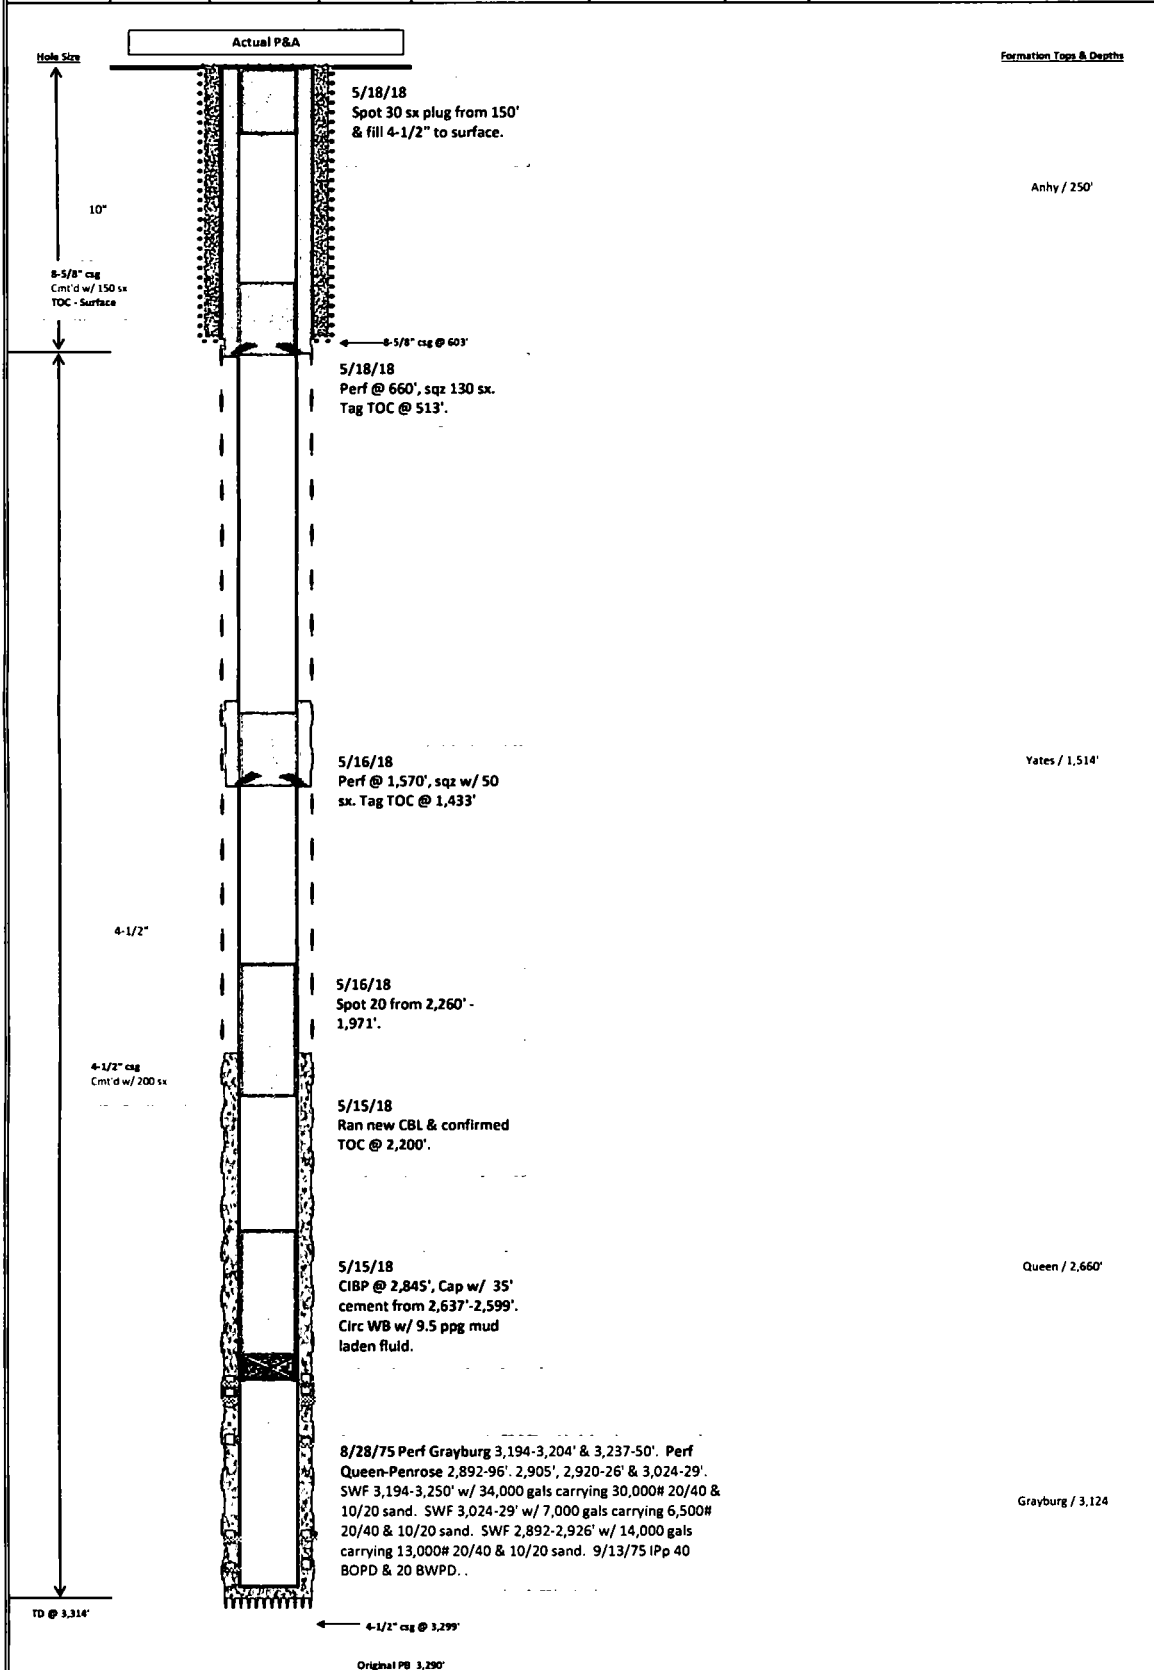 Actual P&A
Hole Size
Formation Tops & Depths
5/18/18
Spot 30 sx plug from 150'
& fill 4-1/2" to surface.
Anhy / 250'
10"
8-5/8" csg
Cmt'd w/ 150 sx
TOC - Surface
8-5/8" csg @ 603'
5/18/18
Perf @ 660', sqz 130 sx.
Tag TOC @ 513'.
5/16/18
Perf @ 1,570', sqz w/ 50
sx. Tag TOC @ 1,433'
Yates / 1,514'
4-1/2"
5/16/18
Spot 20 from 2,260' -
1,971'.
4-1/2" csg
Cmt'd w/ 200 sx
5/15/18
Ran new CBL & confirmed
TOC @ 2,200'.
5/15/18
CIBP @ 2,845', Cap w/ 35'
cement from 2,637'-2,599'.
Circ WB w/ 9.5 ppg mud
laden fluid.
Queen / 2,660'
8/28/75 Perf Grayburg 3,194-3,204' & 3,237-50'. Perf
Queen-Penrose 2,892-96'. 2,905', 2,920-26' & 3,024-29'.
SWF 3,194-3,250' w/ 34,000 gals carrying 30,000# 20/40 &
10/20 sand. SWF 3,024-29' w/ 7,000 gals carrying 6,500#
20/40 & 10/20 sand. SWF 2,892-2,926' w/ 14,000 gals
carrying 13,000# 20/40 & 10/20 sand. 9/13/75 IPp 40
BOPD & 20 BWPD. .
Grayburg / 3,124
TD @ 3,314'
4-1/2" csg @ 3,299'
Original PB 3,290'